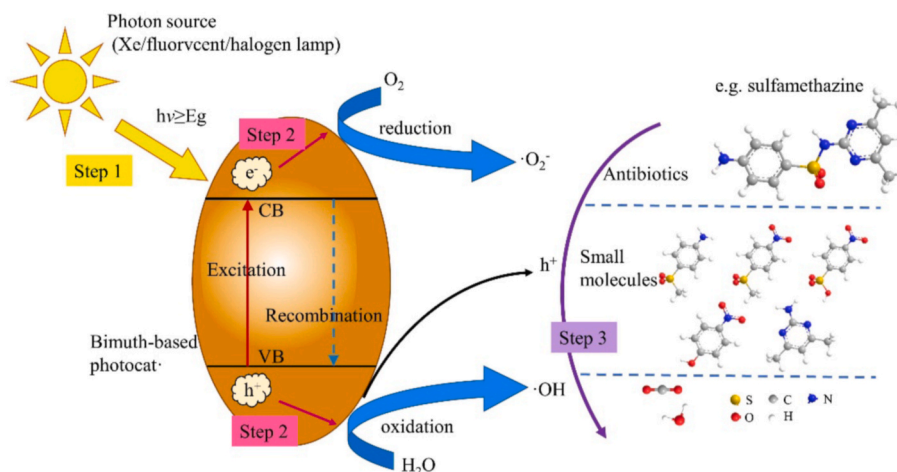 Photon source
(Xe/fluorvcent/halogen lamp)
hν≥Eg
Step 1
Step 2
e-
O2
reduction
·O2-
CB
Excitation
Recombination
Bimuth-based
photocat·
VB
h+
Step 2
oxidation
H2O
·OH
h+
Step 3
e.g. sulfamethazine
Antibiotics
Small
molecules
S
C
N
O
H